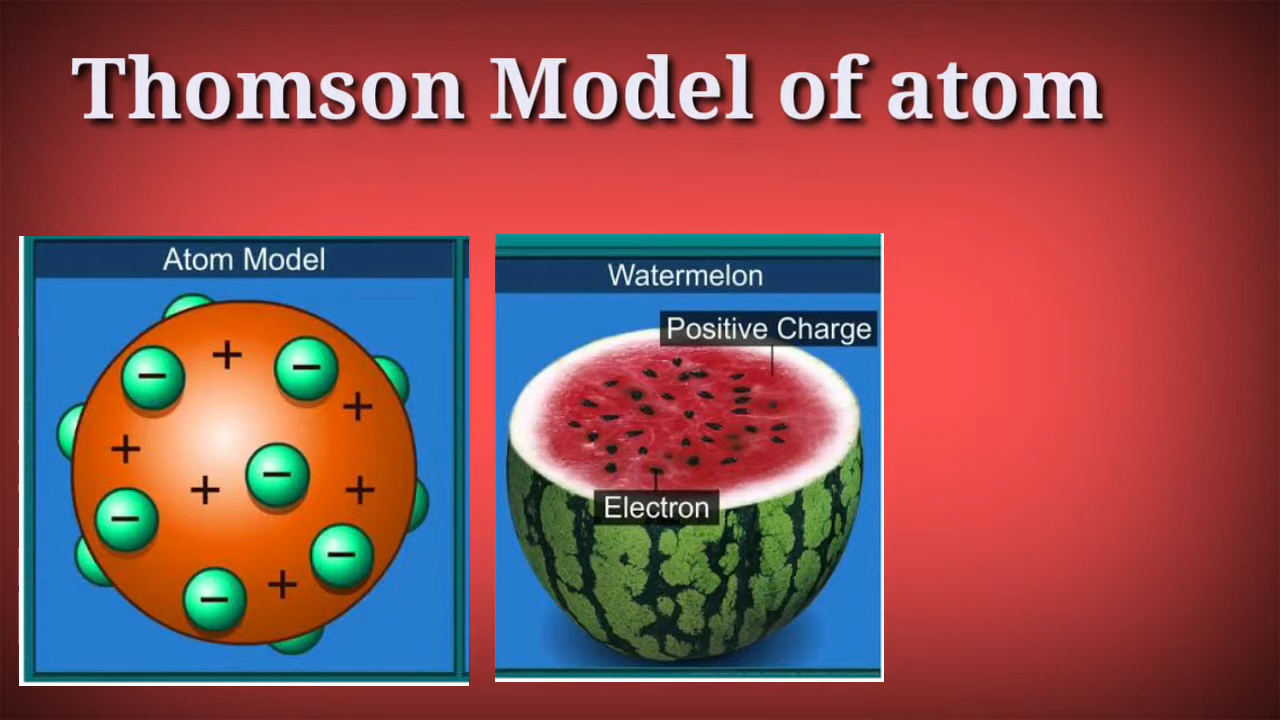 Thomson Model of atom
Atom Model
+
− −
+
+
−
+ +
−
−
+
−
Watermelon
Positive Charge
Electron